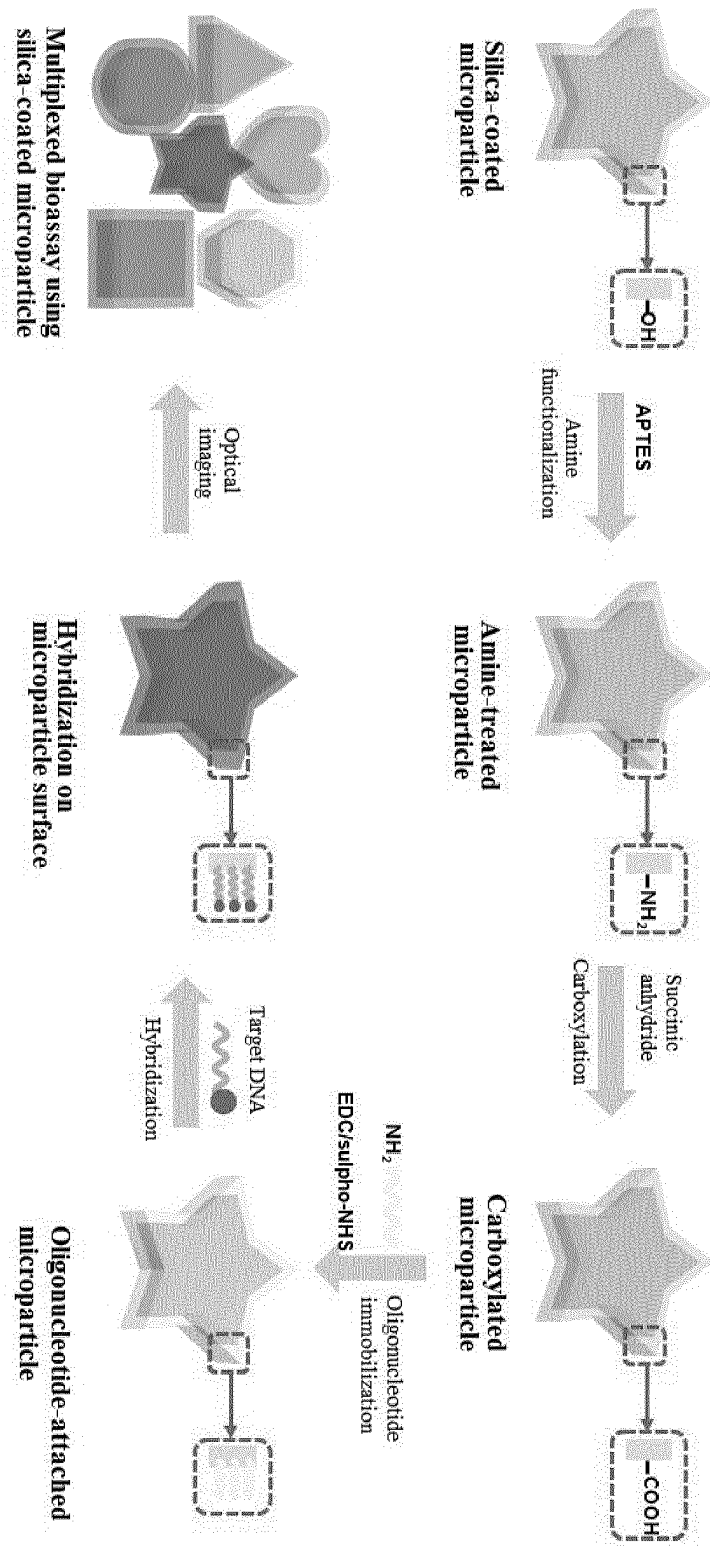 –OH
Silica-coated
microparticle
APTES
Amine
functionalization
–NH2
Amine-treated
microparticle
Succinic
anhydride
Carboxylation
–COOH
Carboxylated
microparticle
NH2
EDC/sulpho-NHS
Oligonucleotide
immobilization
Oligonucleotide-attached
microparticle
Target DNA
Hybridization
Hybridization on
microparticle surface
Optical
imaging
Multiplexed bioassay using
silica-coated microparticle